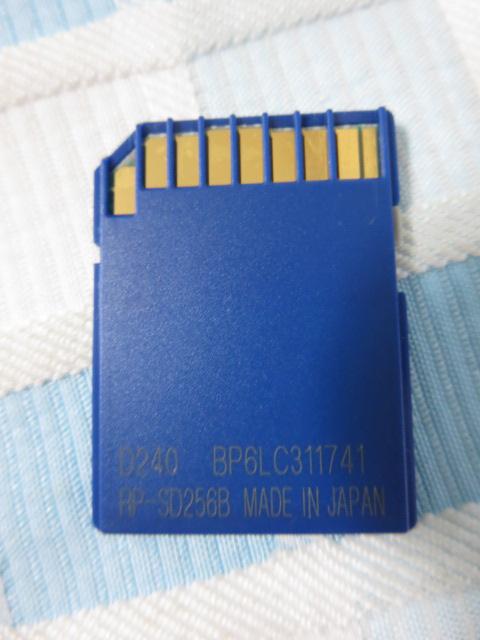 D240 BP6LC311741
RP-SD256B MADE IN JAPAN